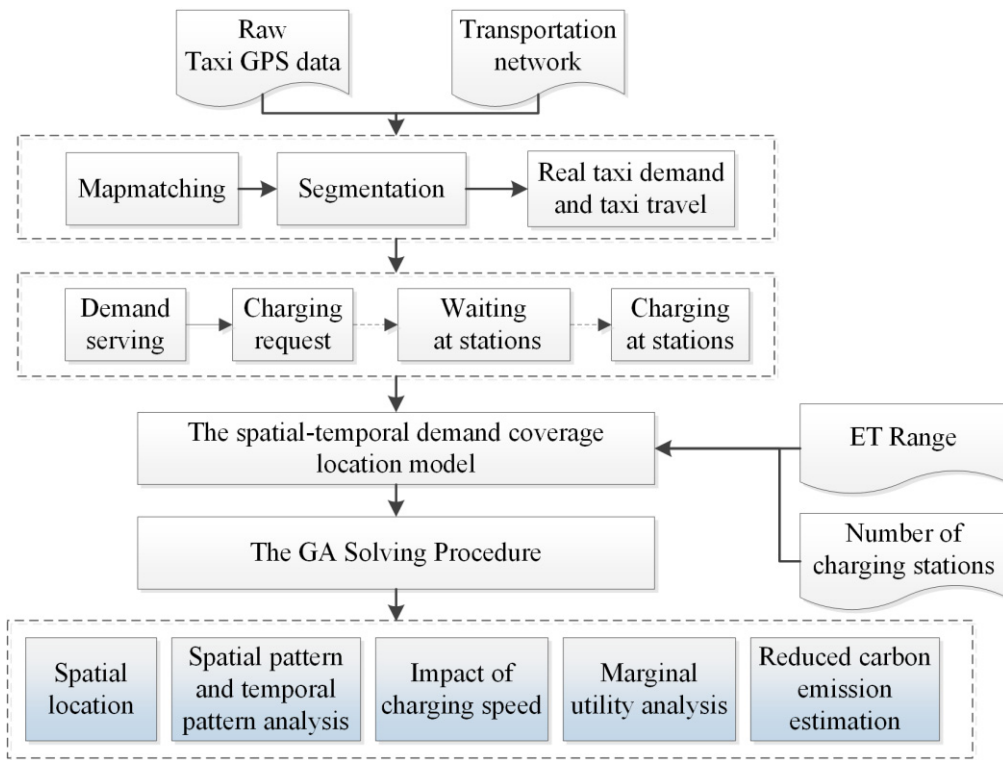 Raw
Taxi GPS data
Transportation
network
Mapmatching
Segmentation
Real taxi demand
and taxi travel
Demand
serving
Charging
request
Waiting
at stations
Charging
at stations
The spatial-temporal demand coverage
location model
ET Range
The GA Solving Procedure
Number of
charging stations
Spatial
location
Spatial pattern
and temporal
pattern analysis
Impact of
charging speed
Marginal
utility analysis
Reduced carbon
emission
estimation